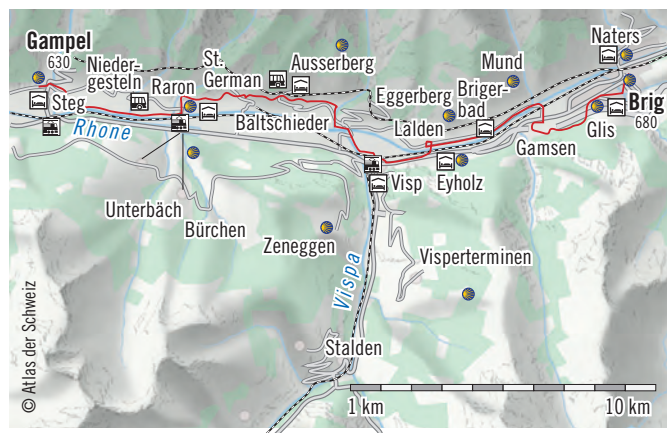 Gampel
630
Nieder-
gesteln
St.
German
Ausserberg
Mund
Naters
Raron
Steg
Eggerberg
Briger-
bad
Brig
680
Rhone
Baltschieder
Lalden
Glis
Gamsen
Visp
Eyholz
Unterbäch
Bürchen
Zeneggen
Visperterminen
Vispa
Stalden
1 km
10 km
© Atlas der Schweiz